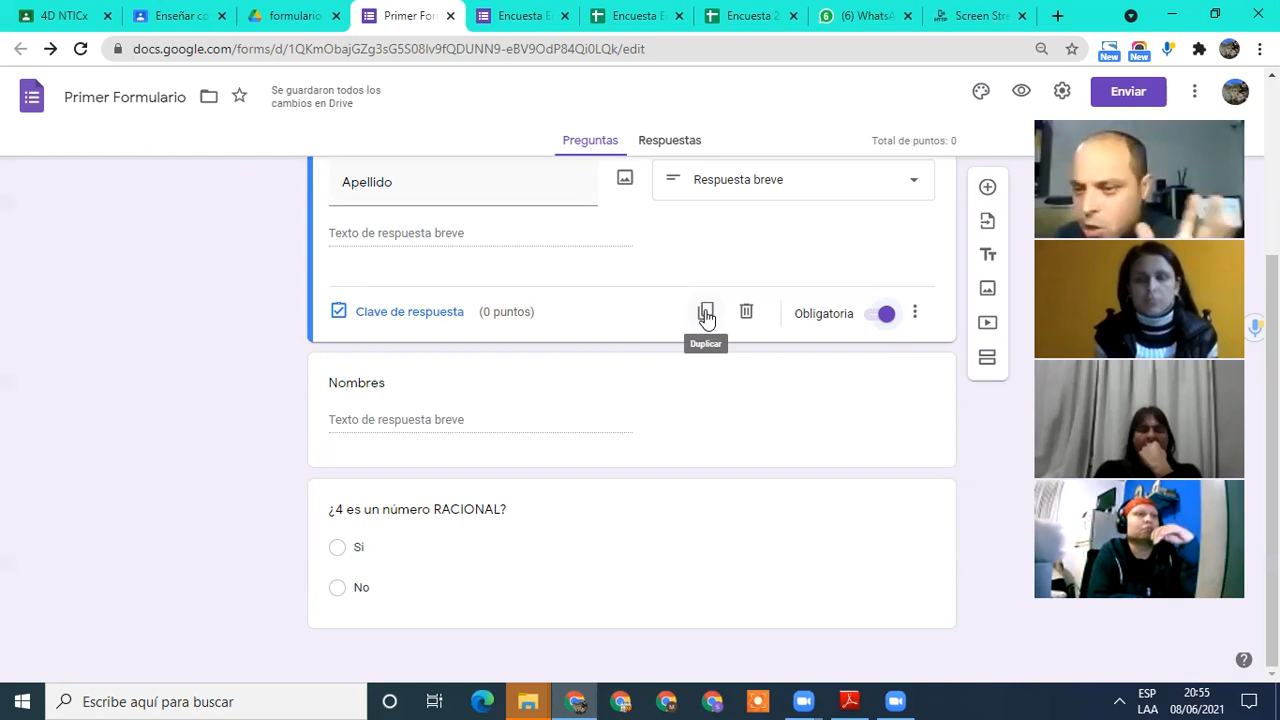 4D NTICx
Enseñar co
formulario
Primer For
Encuesta E
Encuesta E
Encuesta 2
(6) WhatsA
Screen Stre
docs.google.com/forms/d/
/edit
New
New
Primer Formulario
Se guardaron todos los
cambios en Drive
Enviar
Preguntas
Respuestas
Total de puntos: 0
Apellido
Respuesta breve
Texto de respuesta breve
Clave de respuesta
(0 puntos)
Obligatoria
Duplicar
Nombres
Texto de respuesta breve
¿4 es un número RACIONAL?
Si
No
Escribe aquí para buscar
ESP
LAA
20:55
08/06/2021